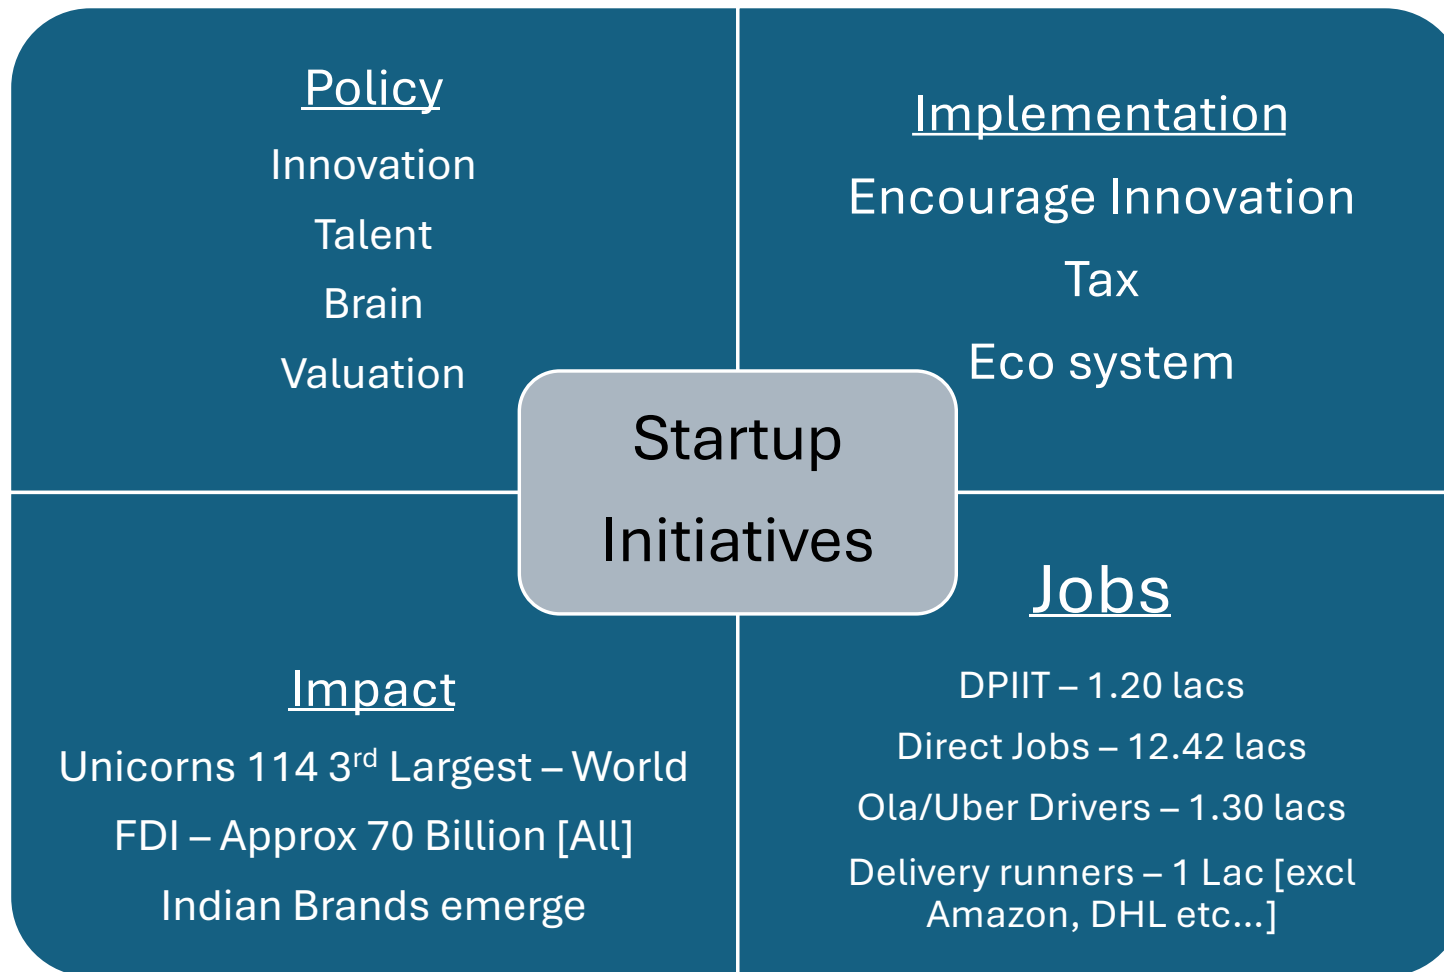 Policy
Innovation
Talent
Brain
Valuation
Implementation
Encourage Innovation
Tax
Eco system
Startup
Initiatives
Impact
Unicorns 114 3rd Largest – World
FDI – Approx 70 Billion [All]
Indian Brands emerge
Jobs
DPIIT – 1.20 lacs
Direct Jobs – 12.42 lacs
Ola/Uber Drivers – 1.30 lacs
Delivery runners – 1 Lac [excl
Amazon, DHL etc...]